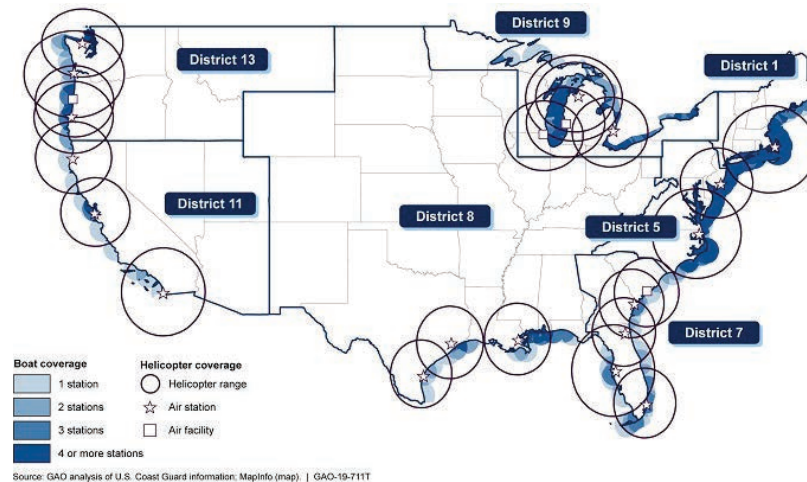 District 9
District 13
District 1
District 11
District 8
District 5
District 7
Boat coverage
1 station
2 stations
3 stations
4 or more stations
Helicopter coverage
Helicopter range
Air station
Air facility
Source: GAO analysis of U.S. Coast Guard information; MapInfo (map). | GAO-19-711T